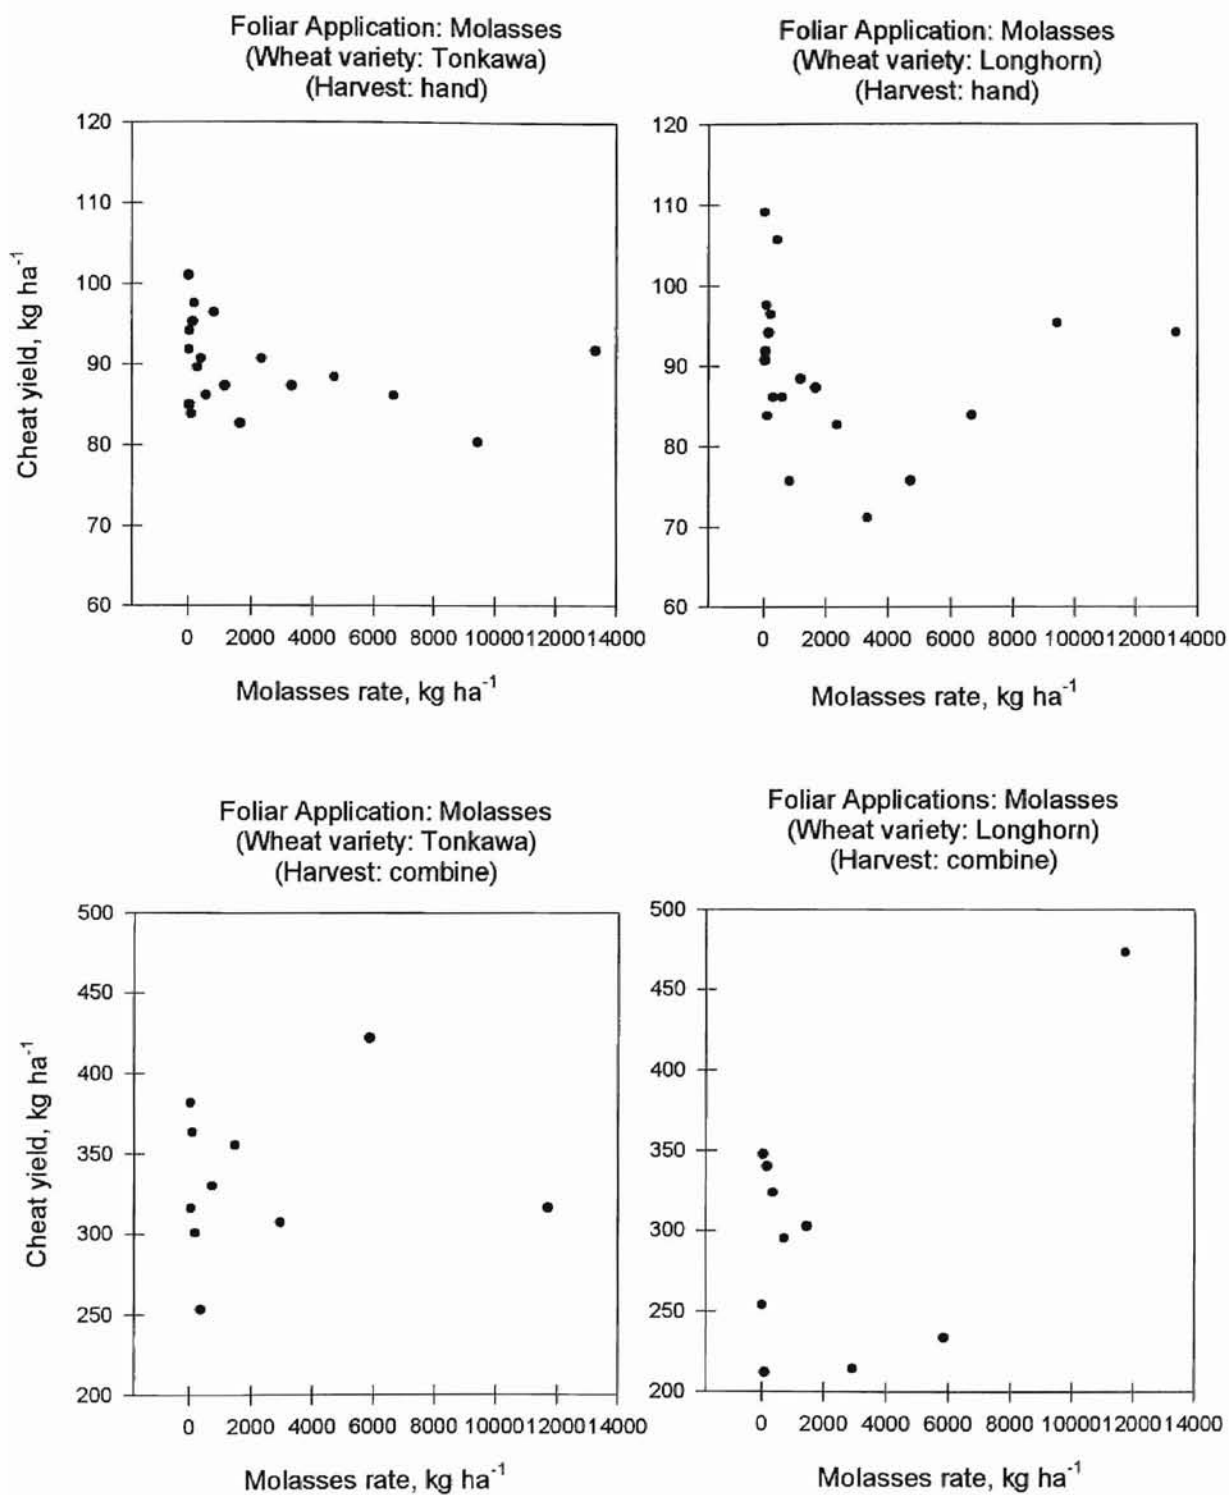 Foliar Application: Molasses
(Wheat variety: Tonkawa)
(Harvest: hand)
120
110
100
90
80
70
60
Cheat yield, kg ha⁻¹
0 2000 4000 6000 8000 10000 12000 14000
Molasses rate, kg ha⁻¹
Foliar Application: Molasses
(Wheat variety: Longhorn)
(Harvest: hand)
120
110
100
90
80
70
60
0 2000 4000 6000 8000 10000 12000 14000
Molasses rate, kg ha⁻¹
Foliar Application: Molasses
(Wheat variety: Tonkawa)
(Harvest: combine)
500
450
400
350
300
250
200
Cheat yield, kg ha⁻¹
0 2000 4000 6000 8000 10000 12000 14000
Molasses rate, kg ha⁻¹
Foliar Applications: Molasses
(Wheat variety: Longhorn)
(Harvest: combine)
500
450
400
350
300
250
200
0 2000 4000 6000 8000 10000 12000 14000
Molasses rate, kg ha⁻¹